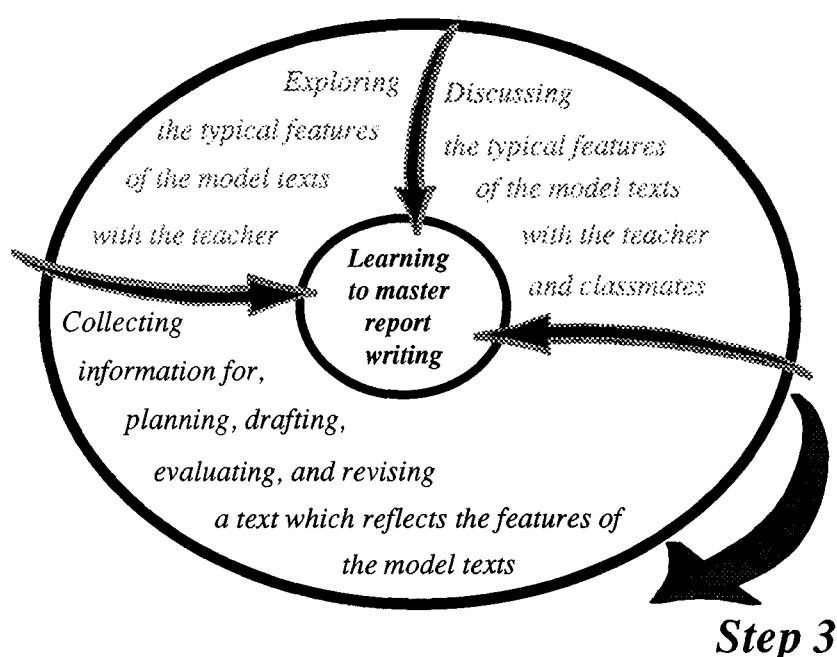 Exploring
the typical features
of the model texts
with the teacher
Discussing
the typical features
of the model texts
with the teacher
and classmates
Learning
to master
report
writing
Collecting
information for,
planning, drafting,
evaluating, and revising
a text which reflects the features of
the model texts
Step 3